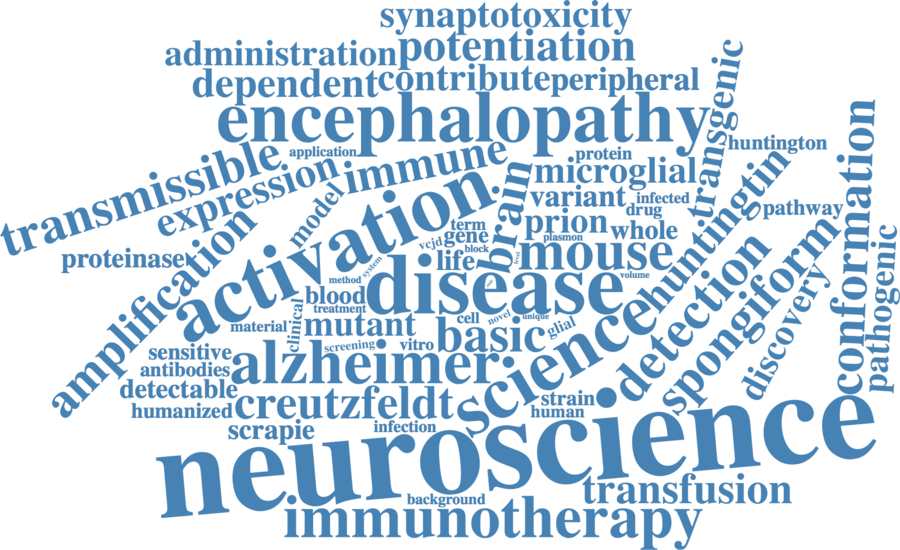 synaptotoxicity
administration
potentiation
dependent
contribute
peripheral
encephalopathy
transgenic
transmissible
application
immune
protein
huntington
expression
microglial
model
brain
variant
infected
huntingtin
drug
pathway
conformation
amplification
activation
term
gene
prion
whole
vcjd
block
plasmon
proteinase
life
mouse
pathogenic
system
method
disease
volume
detection
spongiform
discovery
blood
treatment
clinical
material
mutant
cell
novel
unique
glial
basic
science
screening
vitro
sensitive
antibodies
alzheimer
detectable
humanized
creutzfeldt
strain
human
scrapie
infection
neuroscience
background
transfusion
immunotherapy